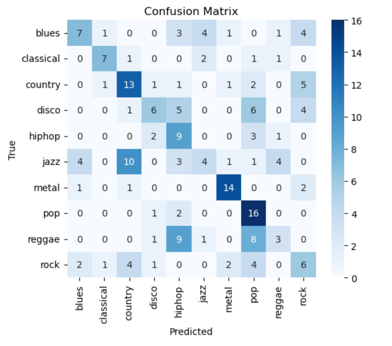 Confusion Matrix
blues 7 1 0 0 3 4 1 0 1 4
classical 0 7 1 0 0 2 0 1 1 0
country 0 1 13 1 1 0 1 2 0 5
disco 0 0 1 6 5 0 0 6 0 4
hiphop 0 0 0 2 9 0 0 3 1 0
jazz 4 0 10 0 3 4 1 1 4 0
metal 1 0 1 0 0 0 14 0 0 2
pop 0 0 0 1 2 0 0 16 0 0
reggae 0 0 0 1 9 1 0 8 3 0
rock 2 1 4 1 0 0 2 4 0 6
blues classical country disco hiphop jazz metal pop reggae rock
Predicted
True
16
14
12
10
8
6
4
2
0